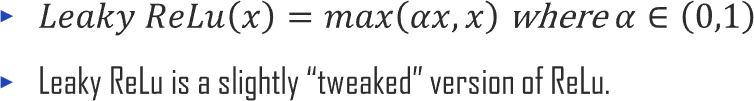 ▸ Leaky ReLu(x) = max(αx, x) where α ∈ (0,1)
▸ Leaky ReLu is a slightly “tweaked” version of ReLu.